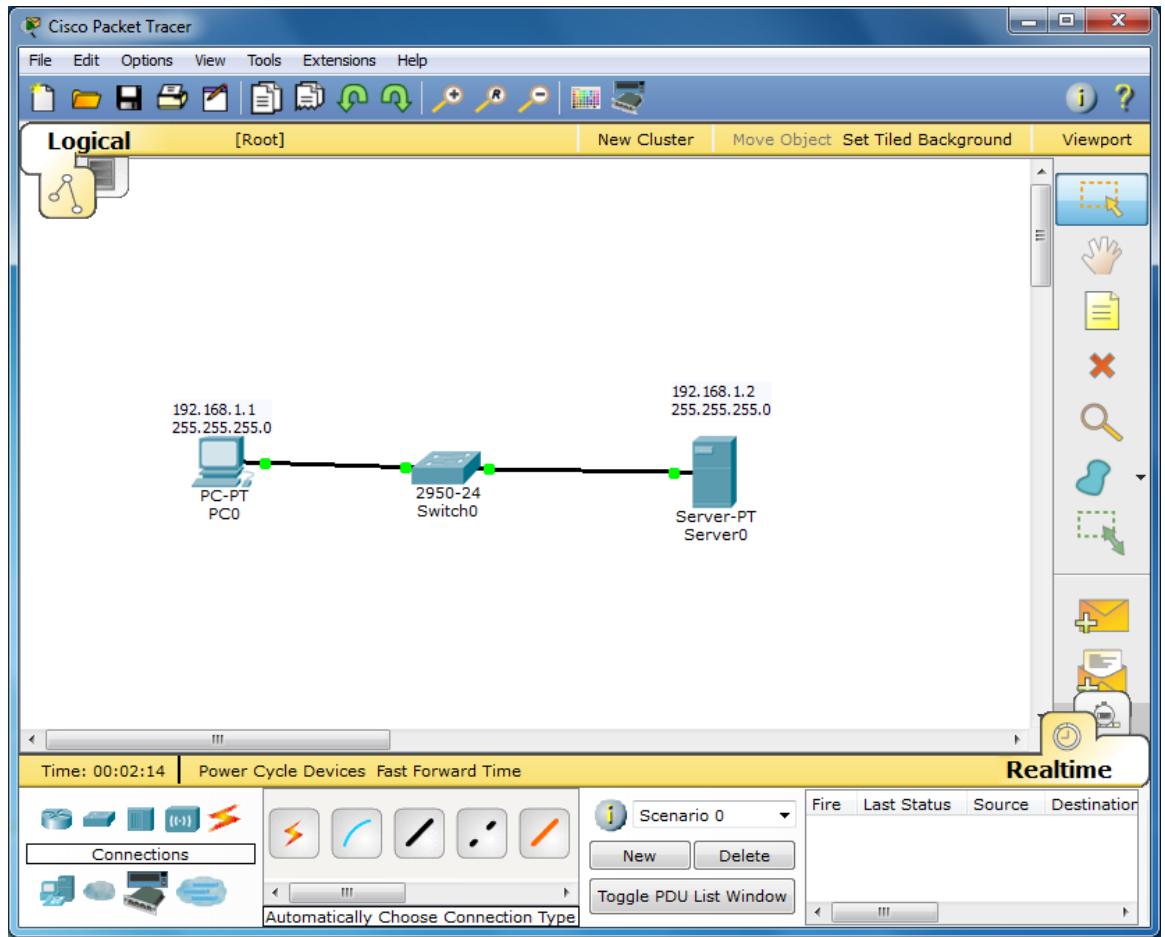 Cisco Packet Tracer
File Edit Options View Tools Extensions Help
Logical [Root] New Cluster Move Object Set Tiled Background Viewport
192.168.1.1
255.255.255.0
PC-PT
PC0
2950-24
Switch0
192.168.1.2
255.255.255.0
Server-PT
Server0
Time: 00:02:14 Power Cycle Devices Fast Forward Time Realtime
Connections
Automatically Choose Connection Type
Scenario 0
New Delete
Toggle PDU List Window
Fire Last Status Source Destination